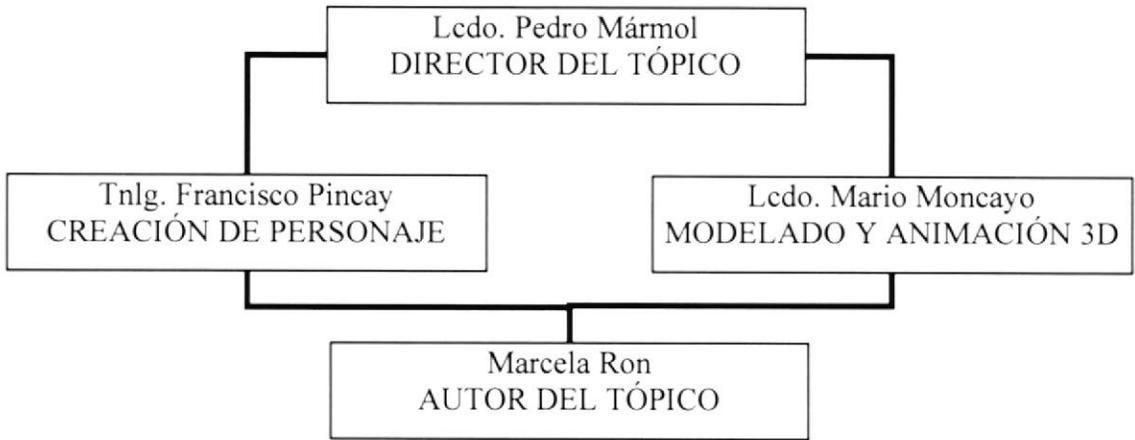 Lcdo. Pedro Mármol
DIRECTOR DEL TÓPICO
Tnlg. Francisco Pincay
CREACIÓN DE PERSONAJE
Lcdo. Mario Moncayo
MODELADO Y ANIMACIÓN 3D
Marcela Ron
AUTOR DEL TÓPICO